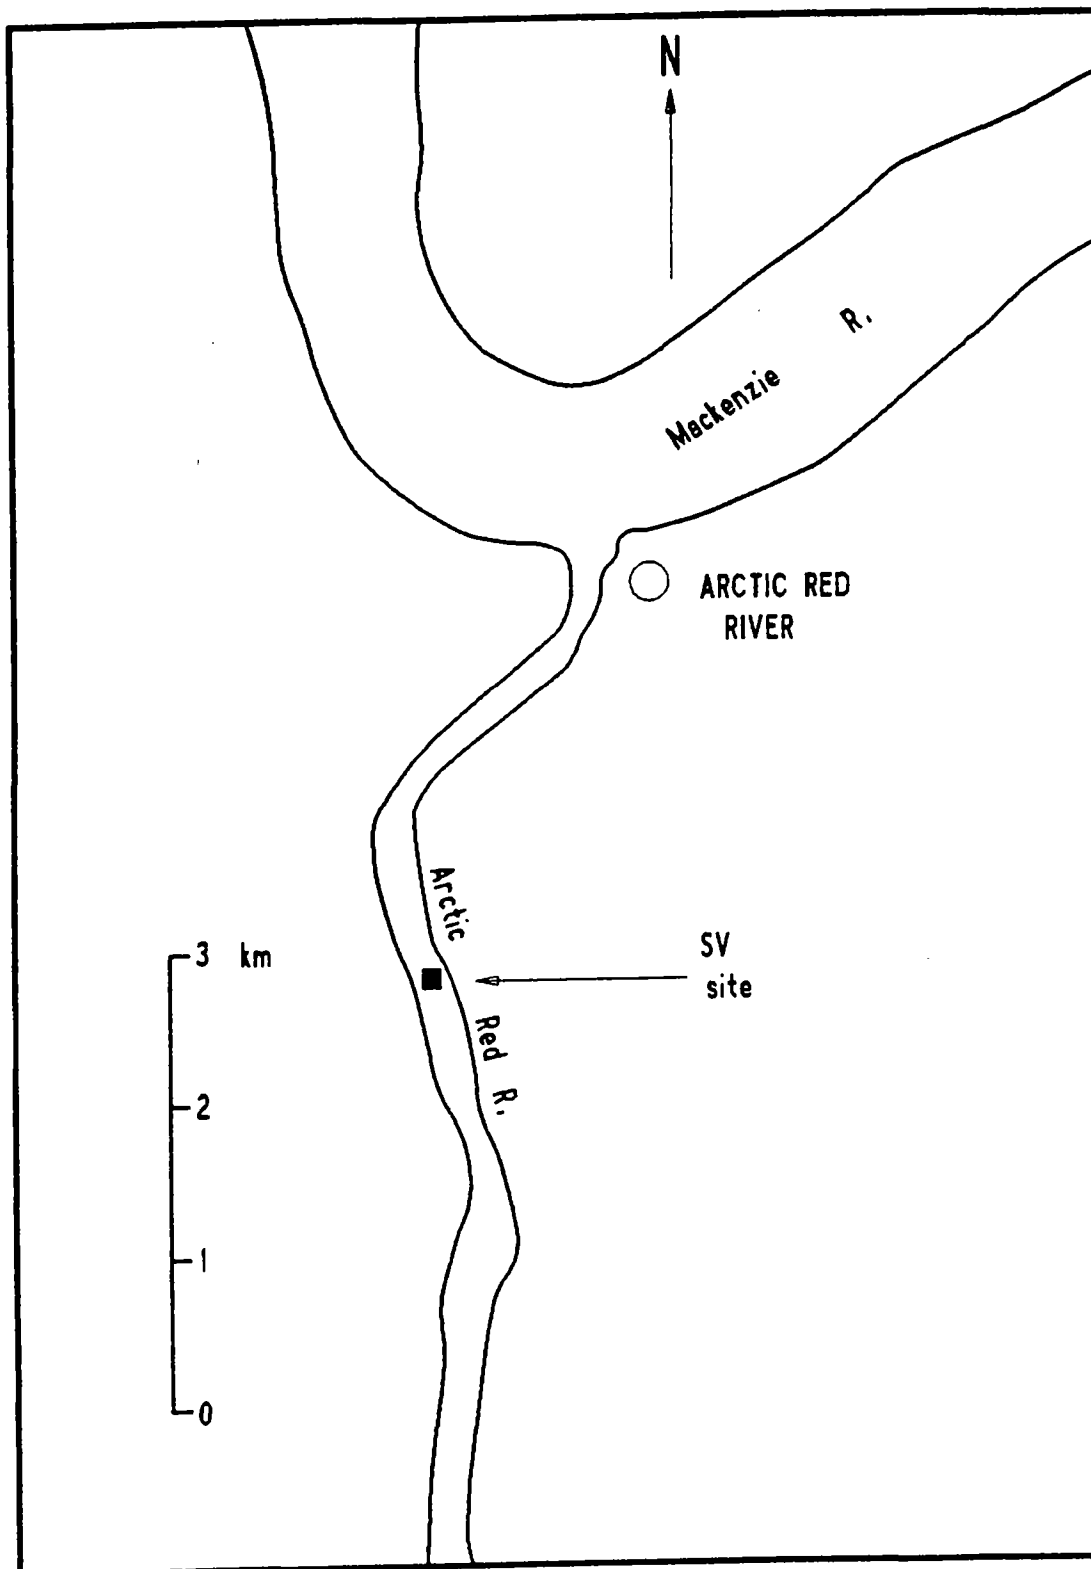 N
Mackenzie R.
ARCTIC RED
RIVER
Arctic Red R.
SV
site
3 km
2
1
0